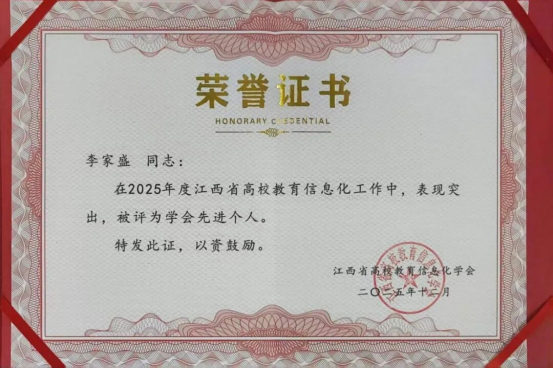 荣誉证书
HONORARY CREDENTIAL
李家盛 同志：
在2025年度江西省高校教育信息化工作中，表现突
出，被评为学会先进个人。
特发此证，以资鼓励。
江西省高校教育信息化学会
二〇二五年十一月